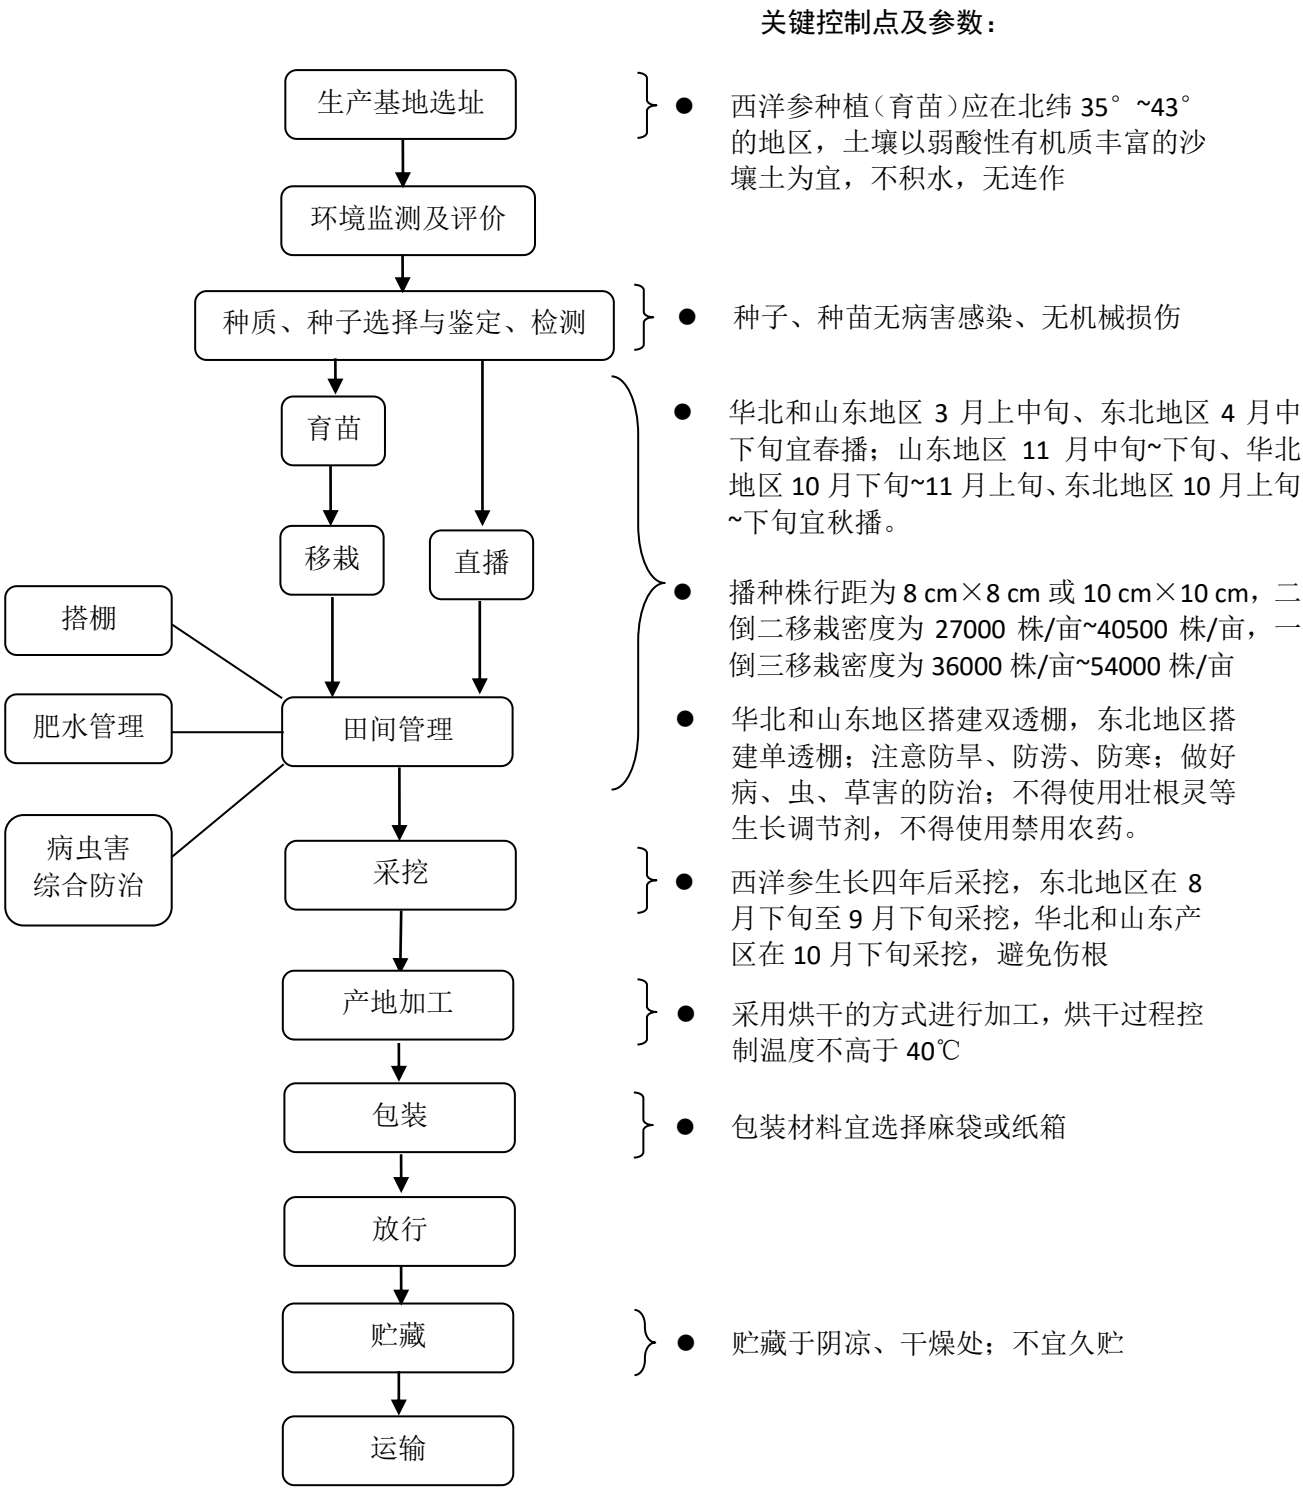 关键控制点及参数：
生产基地选址
西洋参种植（育苗）应在北纬 35°~43°
的地区，土壤以弱酸性有机质丰富的沙
壤土为宜，不积水，无连作
环境监测及评价
种质、种子选择与鉴定、检测
种子、种苗无病害感染、无机械损伤
育苗
移栽
直播
华北和山东地区 3 月上中旬、东北地区 4 月中
下旬宜春播；山东地区 11 月中旬~下旬、华北
地区 10 月下旬~11 月上旬、东北地区 10 月上旬
~下旬宜秋播。
播种株行距为 8 cm×8 cm 或 10 cm×10 cm，二
倒二移栽密度为 27000 株/亩~40500 株/亩，一
倒三移栽密度为 36000 株/亩~54000 株/亩
搭棚
肥水管理
病虫害
综合防治
田间管理
华北和山东地区搭建双透棚，东北地区搭
建单透棚；注意防旱、防涝、防寒；做好
病、虫、草害的防治；不得使用壮根灵等
生长调节剂，不得使用禁用农药。
采挖
西洋参生长四年后采挖，东北地区在 8
月下旬至 9 月下旬采挖，华北和山东产
区在 10 月下旬采挖，避免伤根
产地加工
采用烘干的方式进行加工，烘干过程控
制温度不高于 40℃
包装
包装材料宜选择麻袋或纸箱
放行
贮藏
贮藏于阴凉、干燥处；不宜久贮
运输